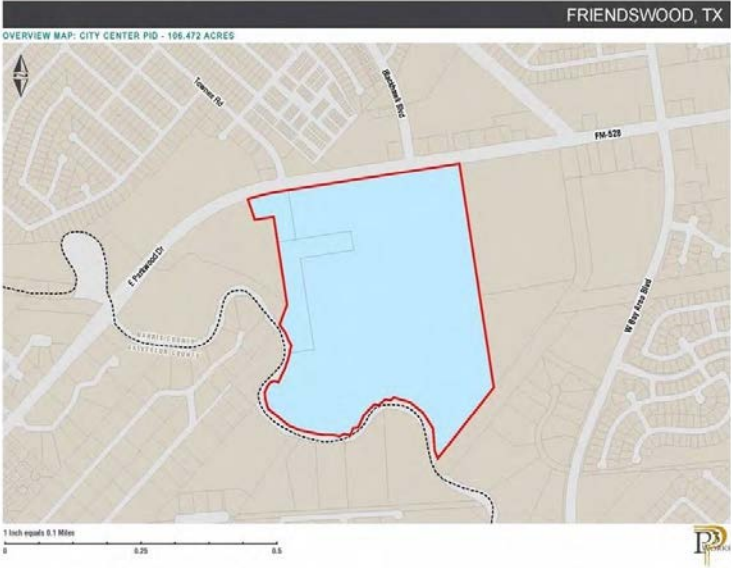 FRIENDSWOOD, TX
OVERVIEW MAP: CITY CENTER PID - 106.472 ACRES
Townes Rd
Blackhawk Blvd
FM-528
E Parkwood Dr
W Bay Area Blvd
HARRIS COUNTY
GALVESTON COUNTY
1 Inch equals 0.1 Miles
0 0.25 0.5